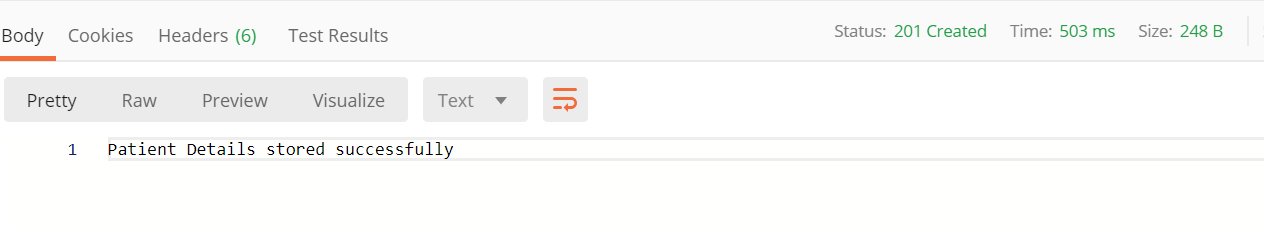 Body Cookies Headers (6) Test Results Status: 201 Created Time: 503 ms Size: 248 B
Pretty Raw Preview Visualize Text
1 Patient Details stored successfully